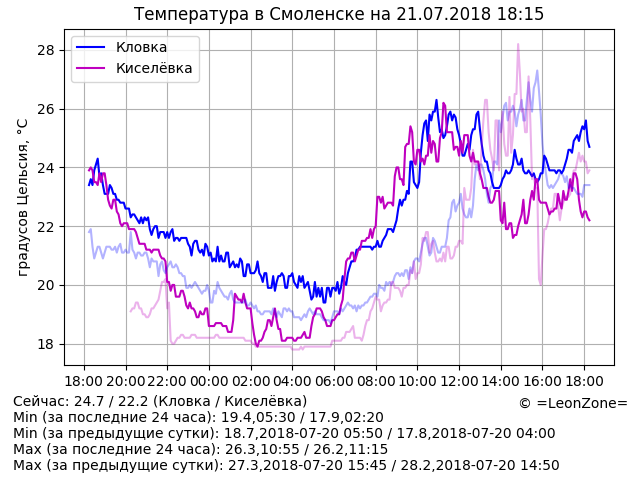 Температура в Смоленске на 21.07.2018 18:15
Кловка
Киселёвка
градусов Цельсия, °C
28
26
24
22
20
18
18:00 20:00 22:00 00:00 02:00 04:00 06:00 08:00 10:00 12:00 14:00 16:00 18:00
Сейчас: 24.7 / 22.2 (Кловка / Киселёвка)
© =LeonZone=
Min (за последние 24 часа): 19.4,05:30 / 17.9,02:20
Min (за предыдущие сутки): 18.7,2018-07-20 05:50 / 17.8,2018-07-20 04:00
Max (за последние 24 часа): 26.3,10:55 / 26.2,11:15
Max (за предыдущие сутки): 27.3,2018-07-20 15:45 / 28.2,2018-07-20 14:50